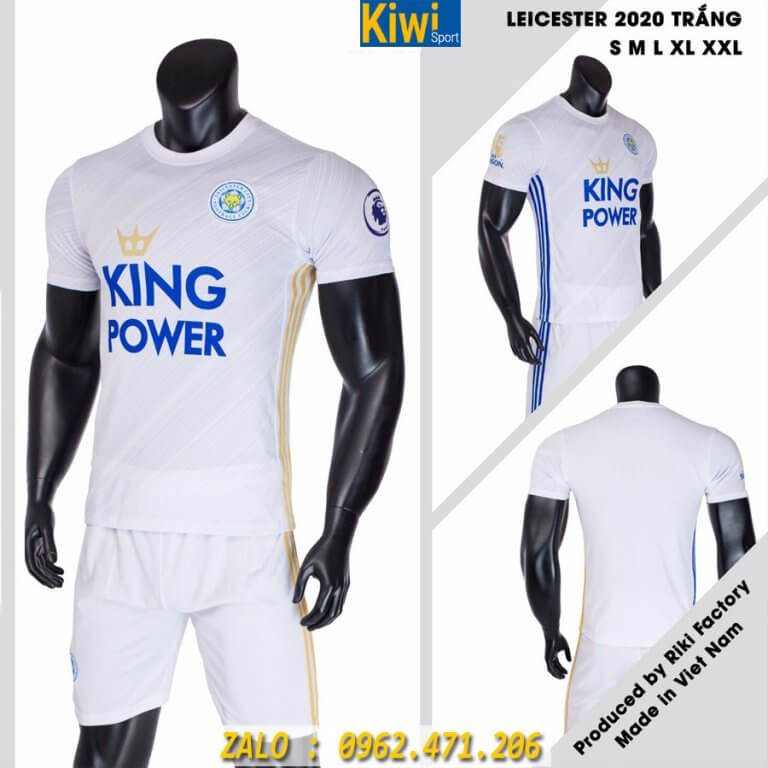 Kiwi
Sport
LEICESTER 2020 TRẮNG
S M L XL XXL
KING
POWER
KING
POWER
Produced by Riki Factory
Made in Viet Nam
ZALO : 0962.471.206